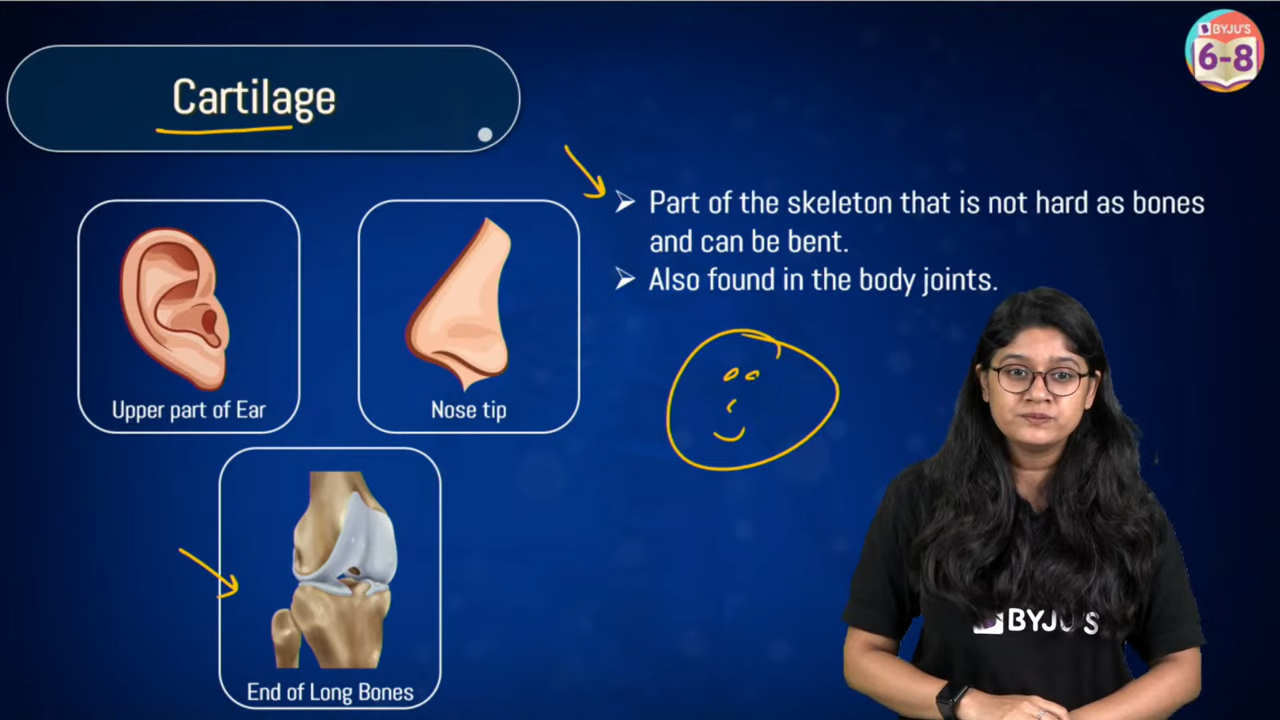 BYJU'S
6-8
Cartilage
Part of the skeleton that is not hard as bones
and can be bent.
Also found in the body joints.
Upper part of Ear
Nose tip
End of Long Bones
BYJU'S